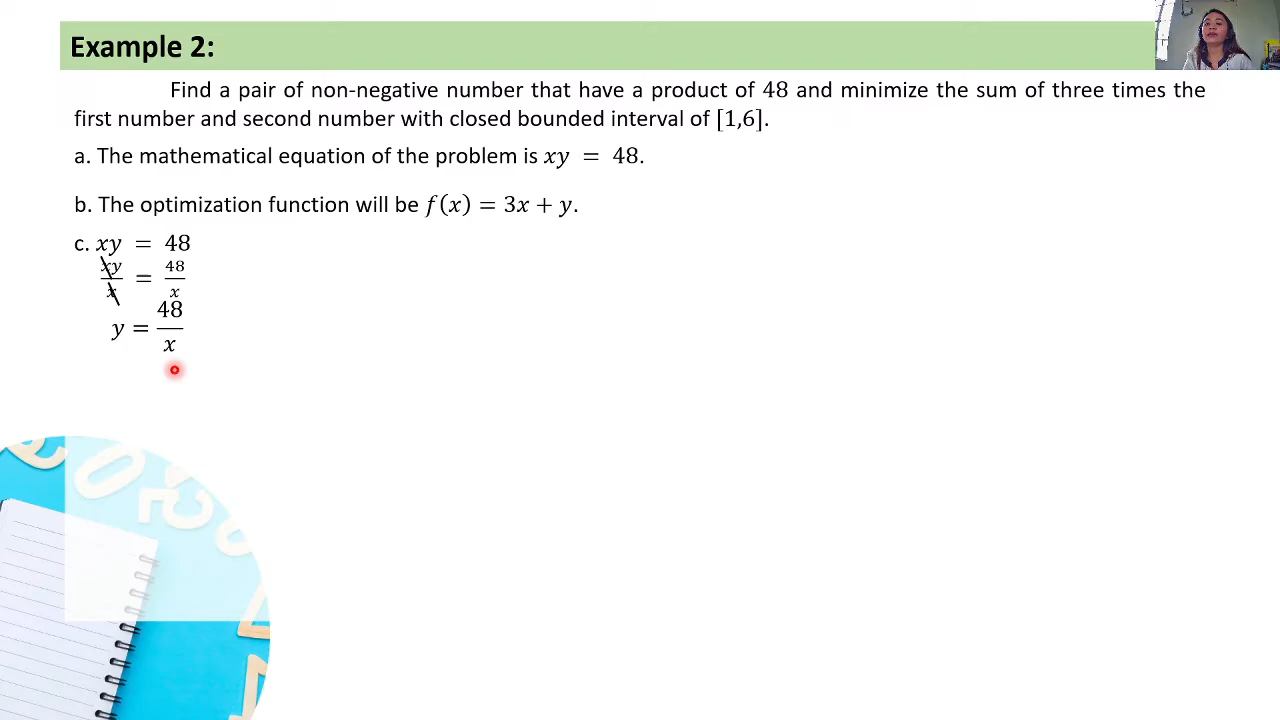 Example 2:
Find a pair of non-negative number that have a product of 48 and minimize the sum of three times the
first number and second number with closed bounded interval of [1,6].
a. The mathematical equation of the problem is xy = 48.
b. The optimization function will be f(x) = 3x + y.
c. xy = 48
xy/x = 48/x
y = 48/x